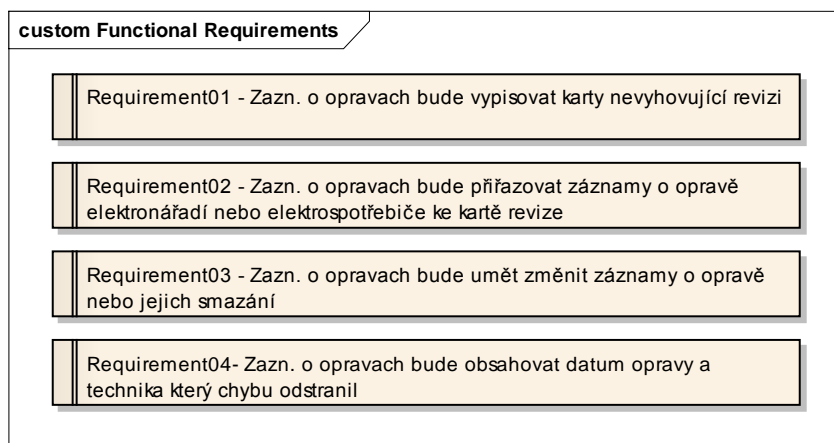 custom Functional Requirements
Requirement01 - Zazn. o opravach bude vypisovat karty nevyhovující revizi
Requirement02 - Zazn. o opravach bude přiřazovat záznamy o opravě
elektronářadí nebo elektrospotřebiče ke kartě revize
Requirement03 - Zazn. o opravach bude umět změnit záznamy o opravě
nebo jejich smazání
Requirement04- Zazn. o opravach bude obsahovat datum opravy a
technika který chybu odstranil